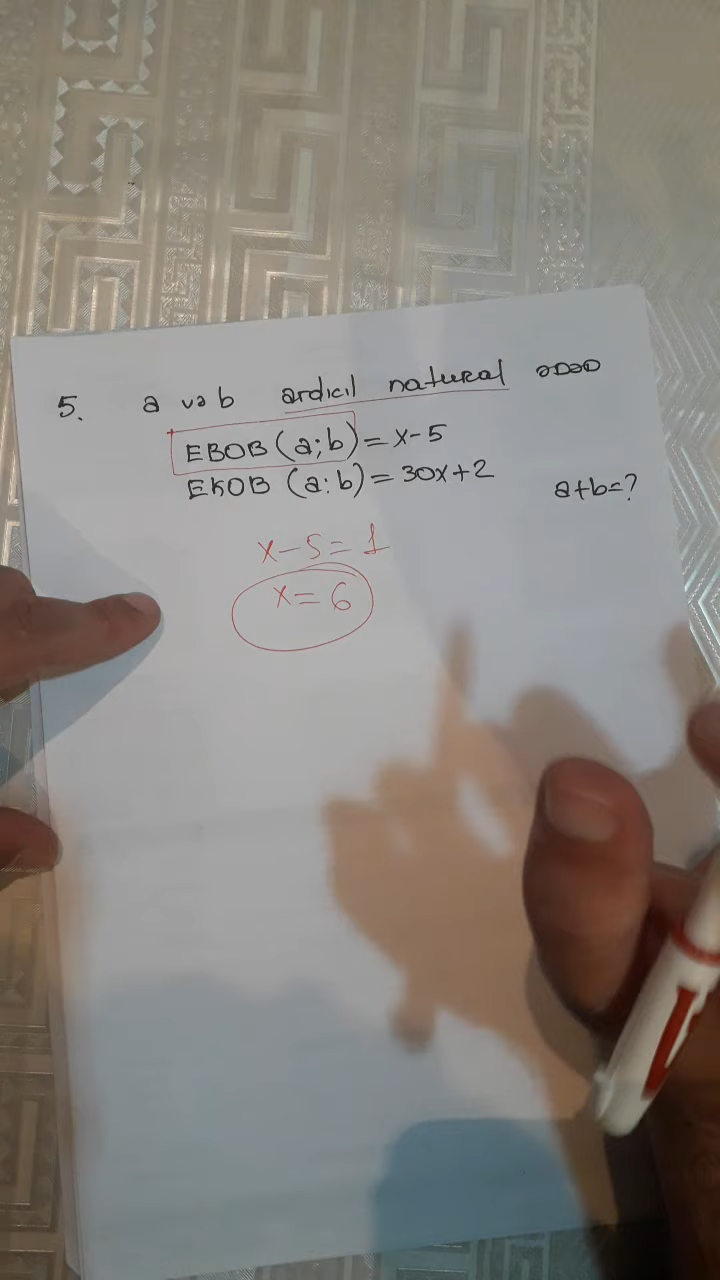 5. a və b ardıcıl natural ədəd
EBOB (a;b) = x-5
EKOB (a:b) = 30x+2
a+b=?
x-5=1
x=6